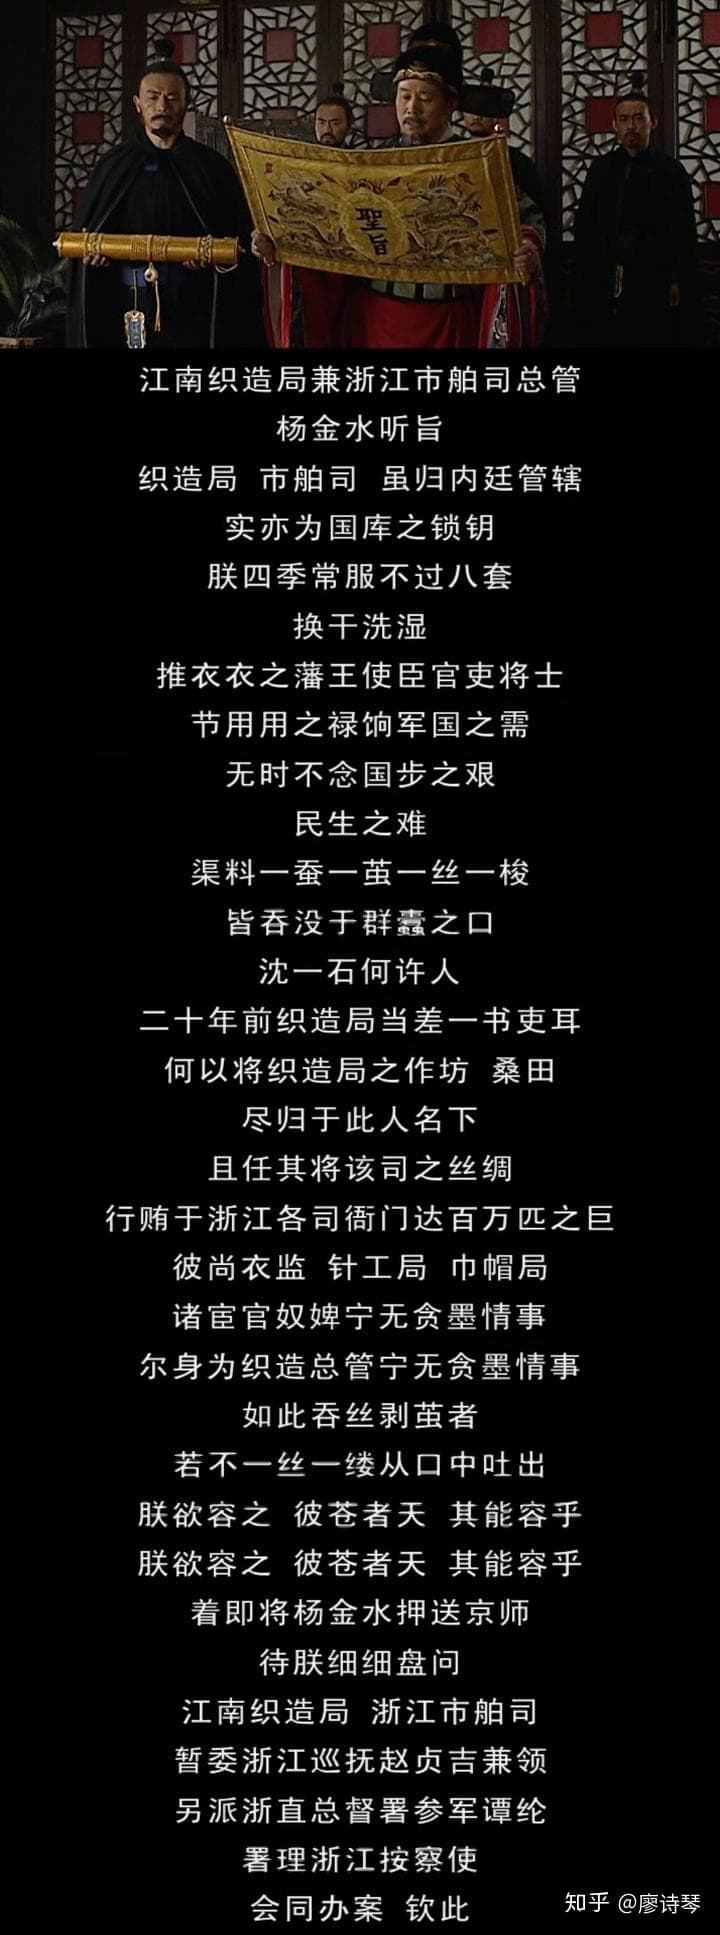 聖旨
江南织造局兼浙江市舶司总管
杨金水听旨
织造局 市舶司 虽归内廷管辖
实亦为国库之锁钥
朕四季常服不过八套
换干洗湿
推衣衣之藩王使臣官吏将士
节用用之禄饷军国之需
无时不念国步之艰
民生之难
渠料一蚕一茧一丝一梭
皆吞没于群蠹之口
沈一石何许人
二十年前织造局当差一书吏耳
何以将织造局之作坊 桑田
尽归于此人名下
且任其将该司之丝绸
行贿于浙江各司衙门达百万匹之巨
彼尚衣监 针工局 巾帽局
诸宦官奴婢宁无贪墨情事
尔身为织造总管宁无贪墨情事
如此吞丝剥茧者
若不一丝一缕从口中吐出
朕欲容之 彼苍者天 其能容乎
朕欲容之 彼苍者天 其能容乎
着即将杨金水押送京师
待朕细细盘问
江南织造局 浙江市舶司
暂委浙江巡抚赵贞吉兼领
另派浙直总督署参军谭纶
署理浙江按察使
会同办案 钦此
知乎 @廖诗琴